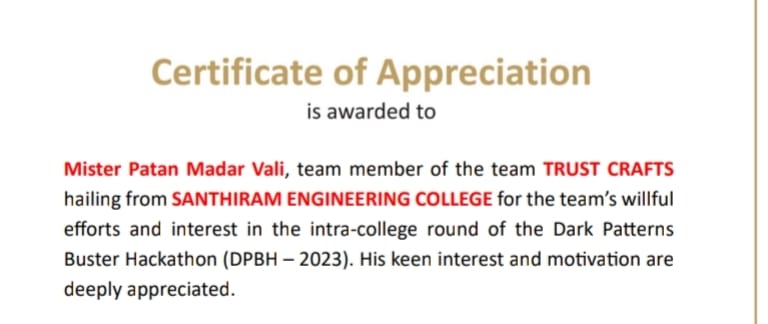 Certificate of Appreciation
is awarded to
Mister Patan Madar Vali, team member of the team TRUST CRAFTS
hailing from SANTHIRAM ENGINEERING COLLEGE for the team’s willful
efforts and interest in the intra-college round of the Dark Patterns
Buster Hackathon (DPBH – 2023). His keen interest and motivation are
deeply appreciated.